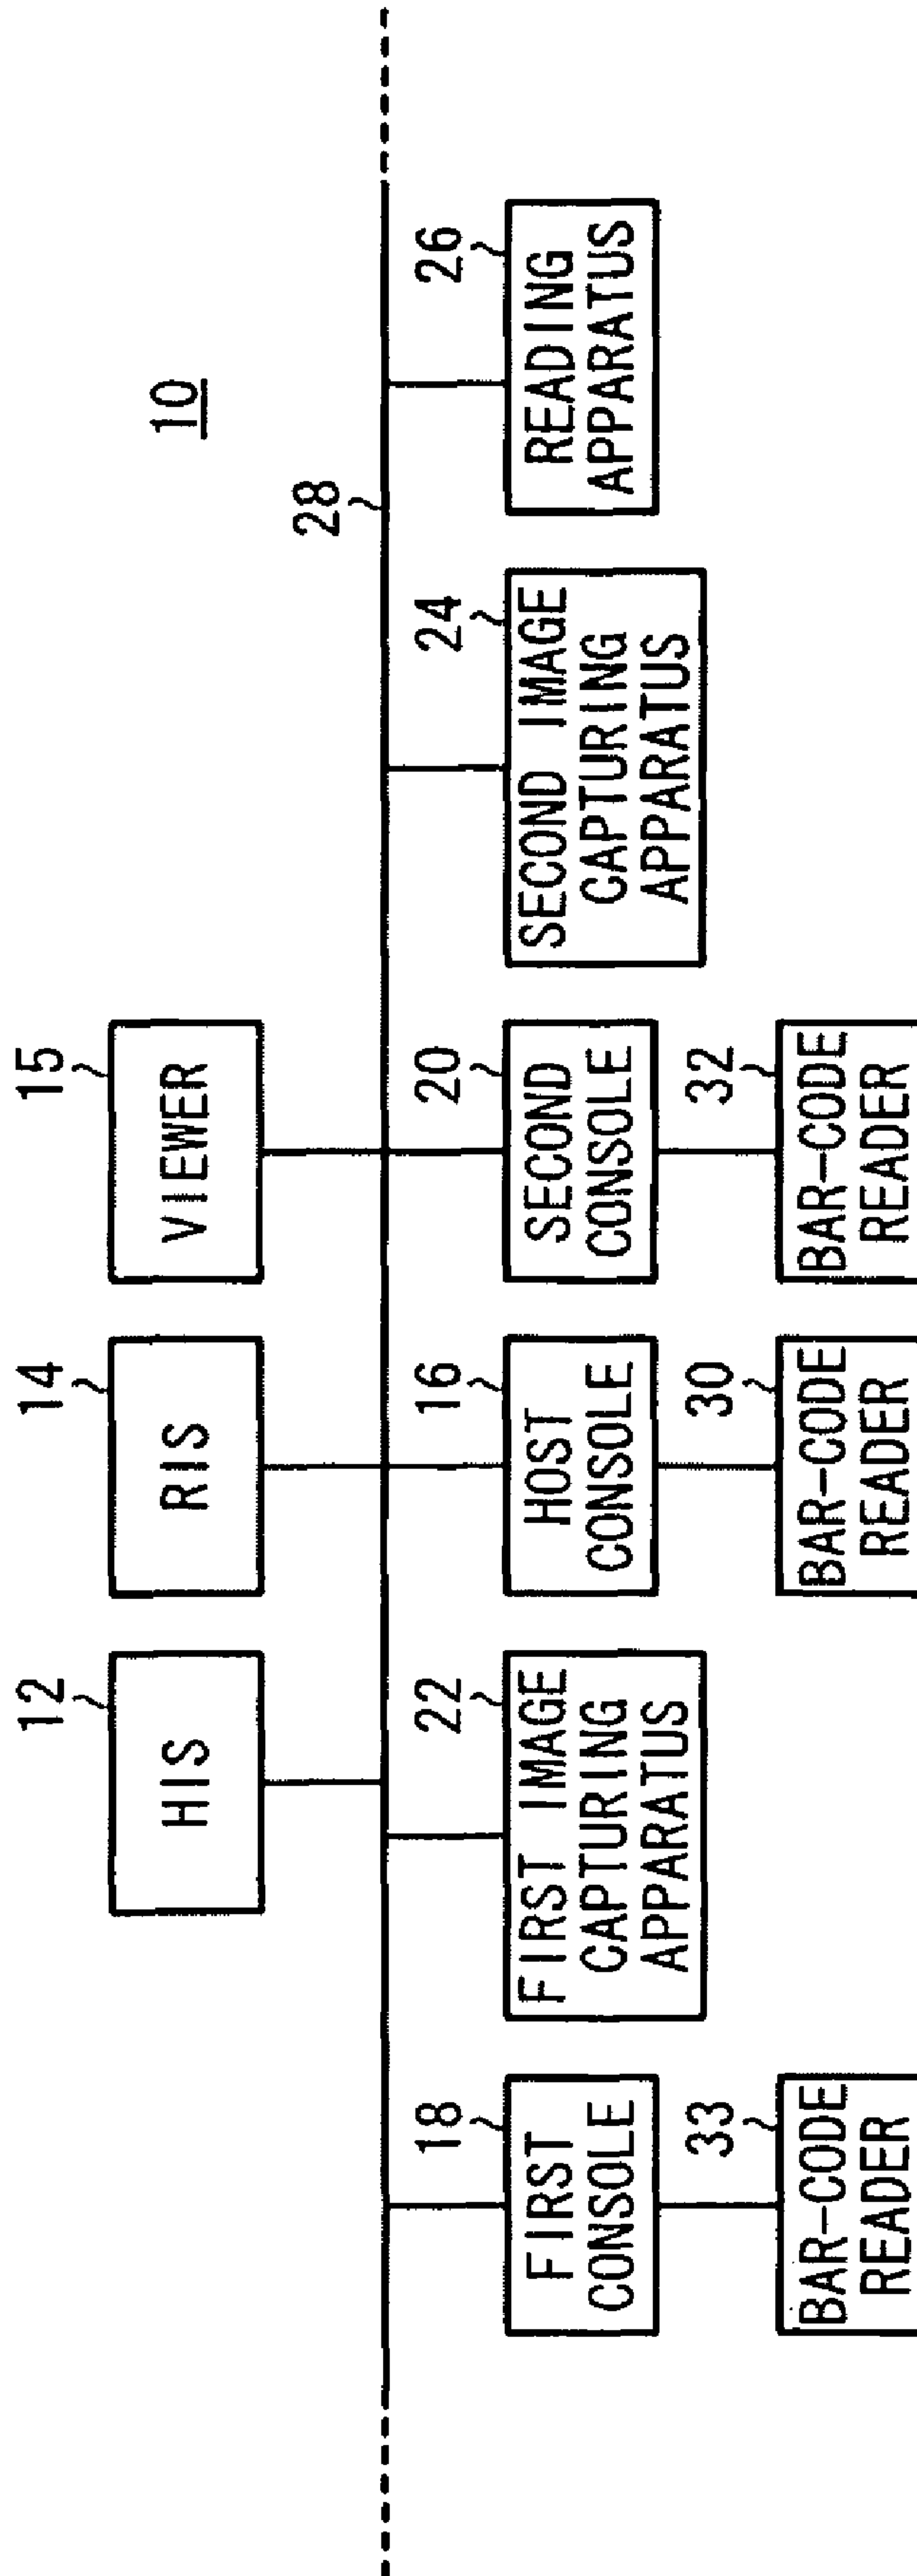 10
12
HIS
14
RIS
15
VIEWER
28
18
FIRST
CONSOLE
22
FIRST IMAGE
CAPTURING
APPARATUS
16
HOST
CONSOLE
20
SECOND
CONSOLE
24
SECOND IMAGE
CAPTURING
APPARATUS
26
READING
APPARATUS
33
BAR-CODE
READER
30
BAR-CODE
READER
32
BAR-CODE
READER